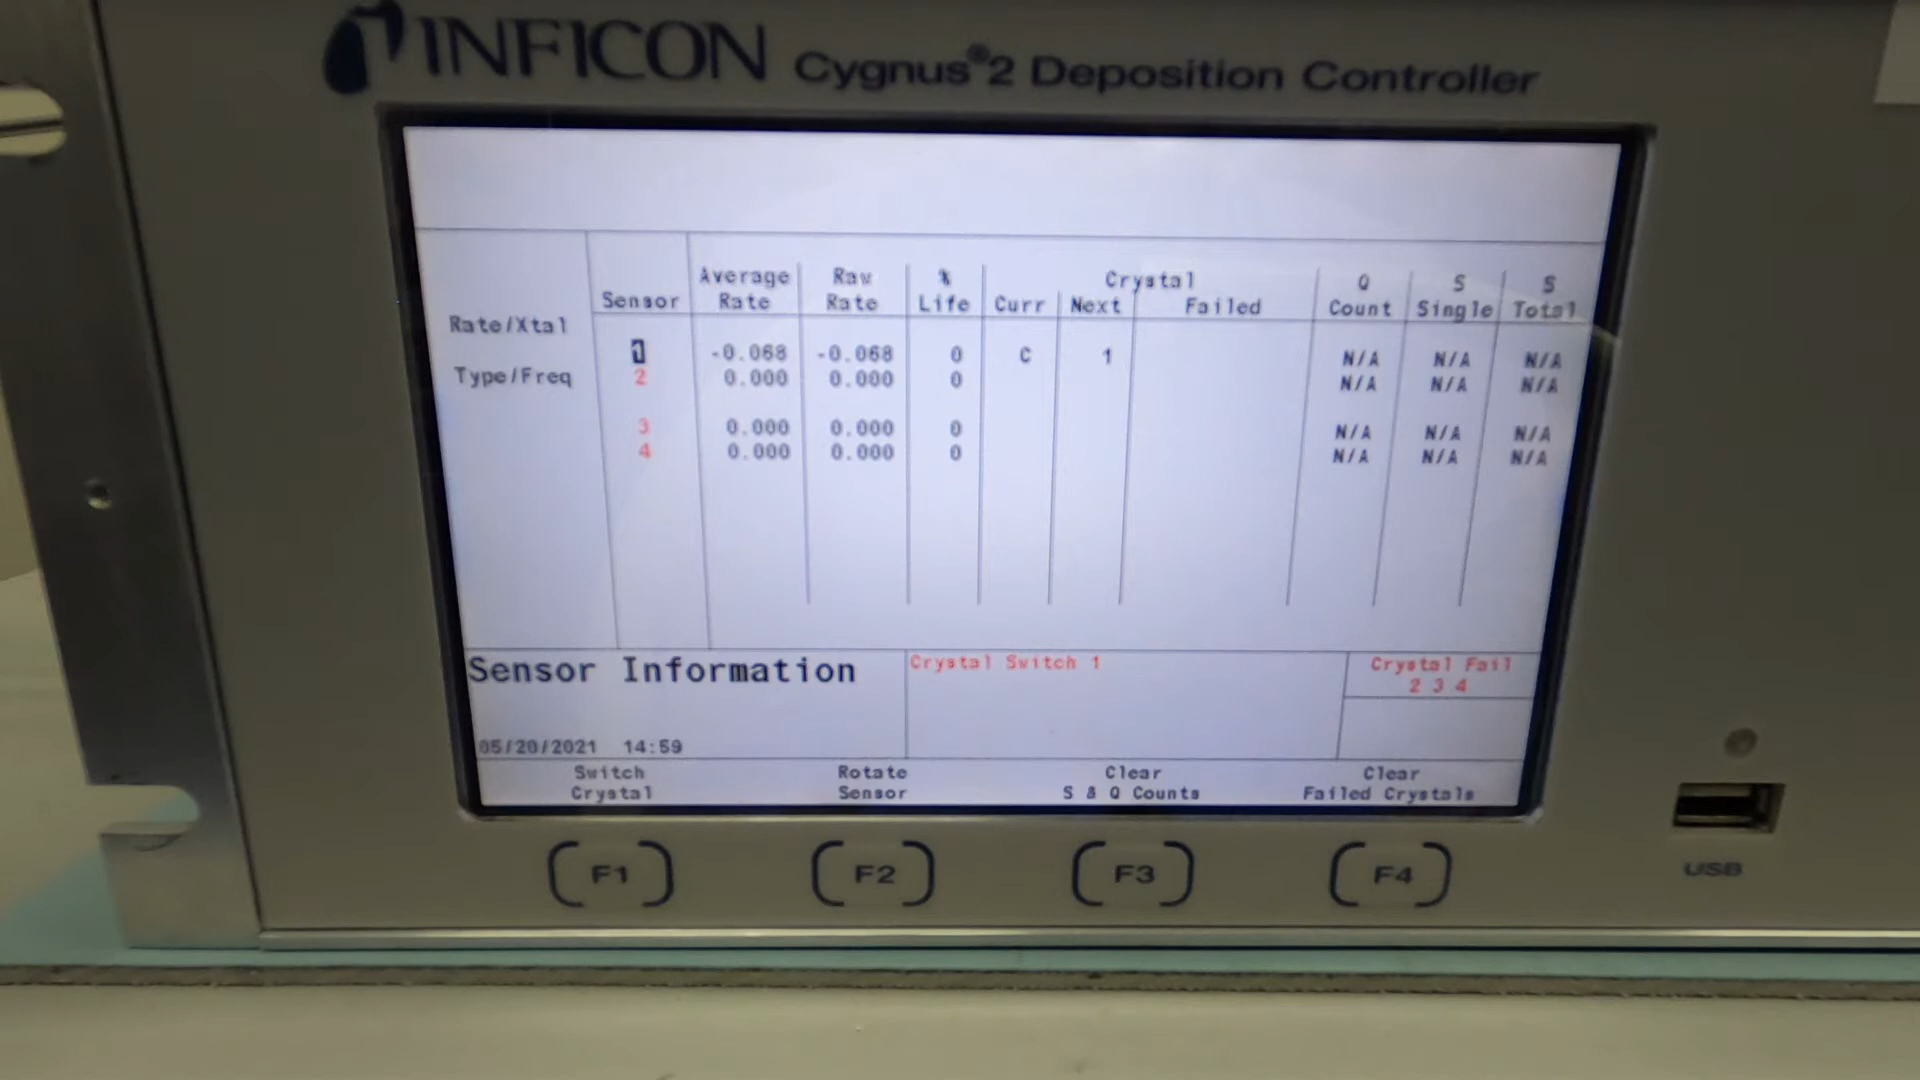 INFICON Cygnus®2 Deposition Controller
Average Raw % Crystal Q S S
Sensor Rate Rate Life Curr Next Failed Count Single Total
Rate/Xtal
1 -0.068 -0.068 0 C 1 N/A N/A N/A
Type/Freq 2 0.000 0.000 0 N/A N/A N/A
3 0.000 0.000 0 N/A N/A N/A
4 0.000 0.000 0 N/A N/A N/A
Sensor Information Crystal Switch 1 Crystal Fail
2 3 4
05/20/2021 14:59
Switch Rotate Clear Clear
Crystal Sensor S & Q Counts Failed Crystals
F1 F2 F3 F4
USB